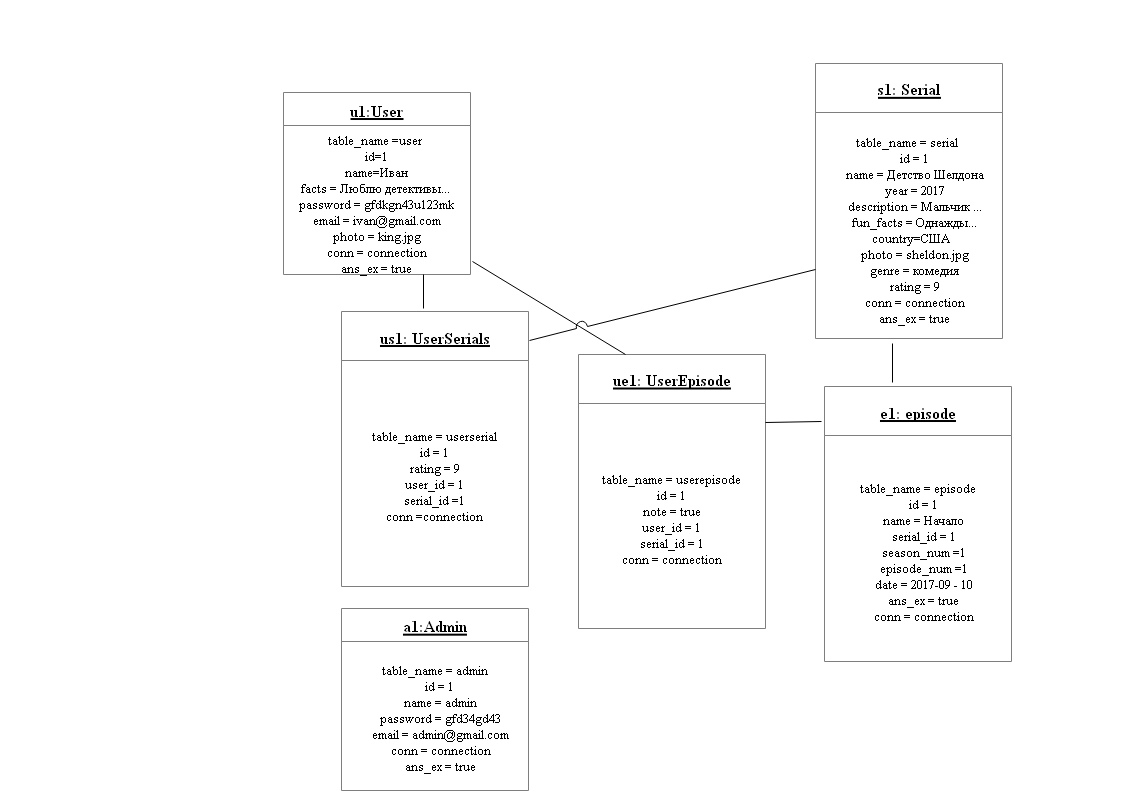 u1:User
table_name =user
id=1
name=Иван
facts = Люблю детективы...
password = gfdkgn43u123mk
email = ivan@gmail.com
photo = king.jpg
conn = connection
ans_ex = true
s1: Serial
table_name = serial
id = 1
name = Детство Шелдона
year = 2017
description = Мальчик ...
fun_facts = Однажды...
country=США
photo = sheldon.jpg
genre = комедия
rating = 9
conn = connection
ans_ex = true
us1: UserSerials
table_name = userserial
id = 1
rating = 9
user_id = 1
serial_id =1
conn =connection
ue1: UserEpisode
table_name = userepisode
id = 1
note = true
user_id = 1
serial_id = 1
conn = connection
e1: episode
table_name = episode
id = 1
name = Начало
serial_id = 1
season_num =1
episode_num =1
date = 2017-09 - 10
ans_ex = true
conn = connection
a1:Admin
table_name = admin
id = 1
name = admin
password = gfd34gd43
email = admin@gmail.com
conn = connection
ans_ex = true